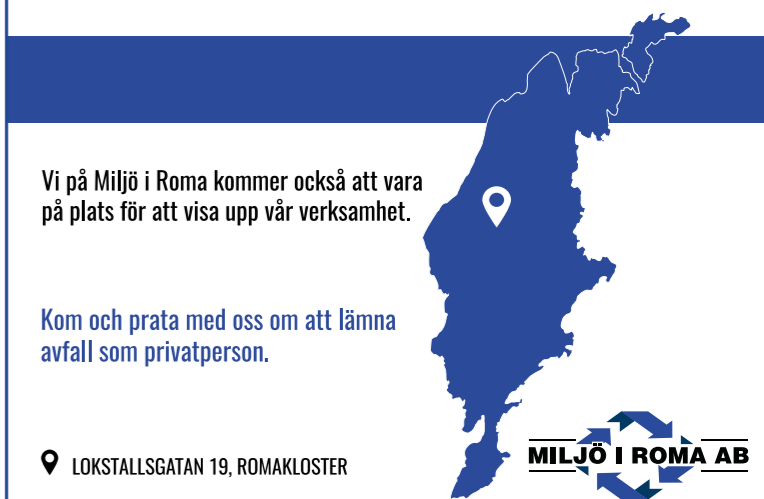 Vi på Miljö i Roma kommer också att vara
på plats för att visa upp vår verksamhet.
Kom och prata med oss om att lämna
avfall som privatperson.
LOKSTALLSGATAN 19, ROMAKLOSTER
MILJÖ I ROMA AB